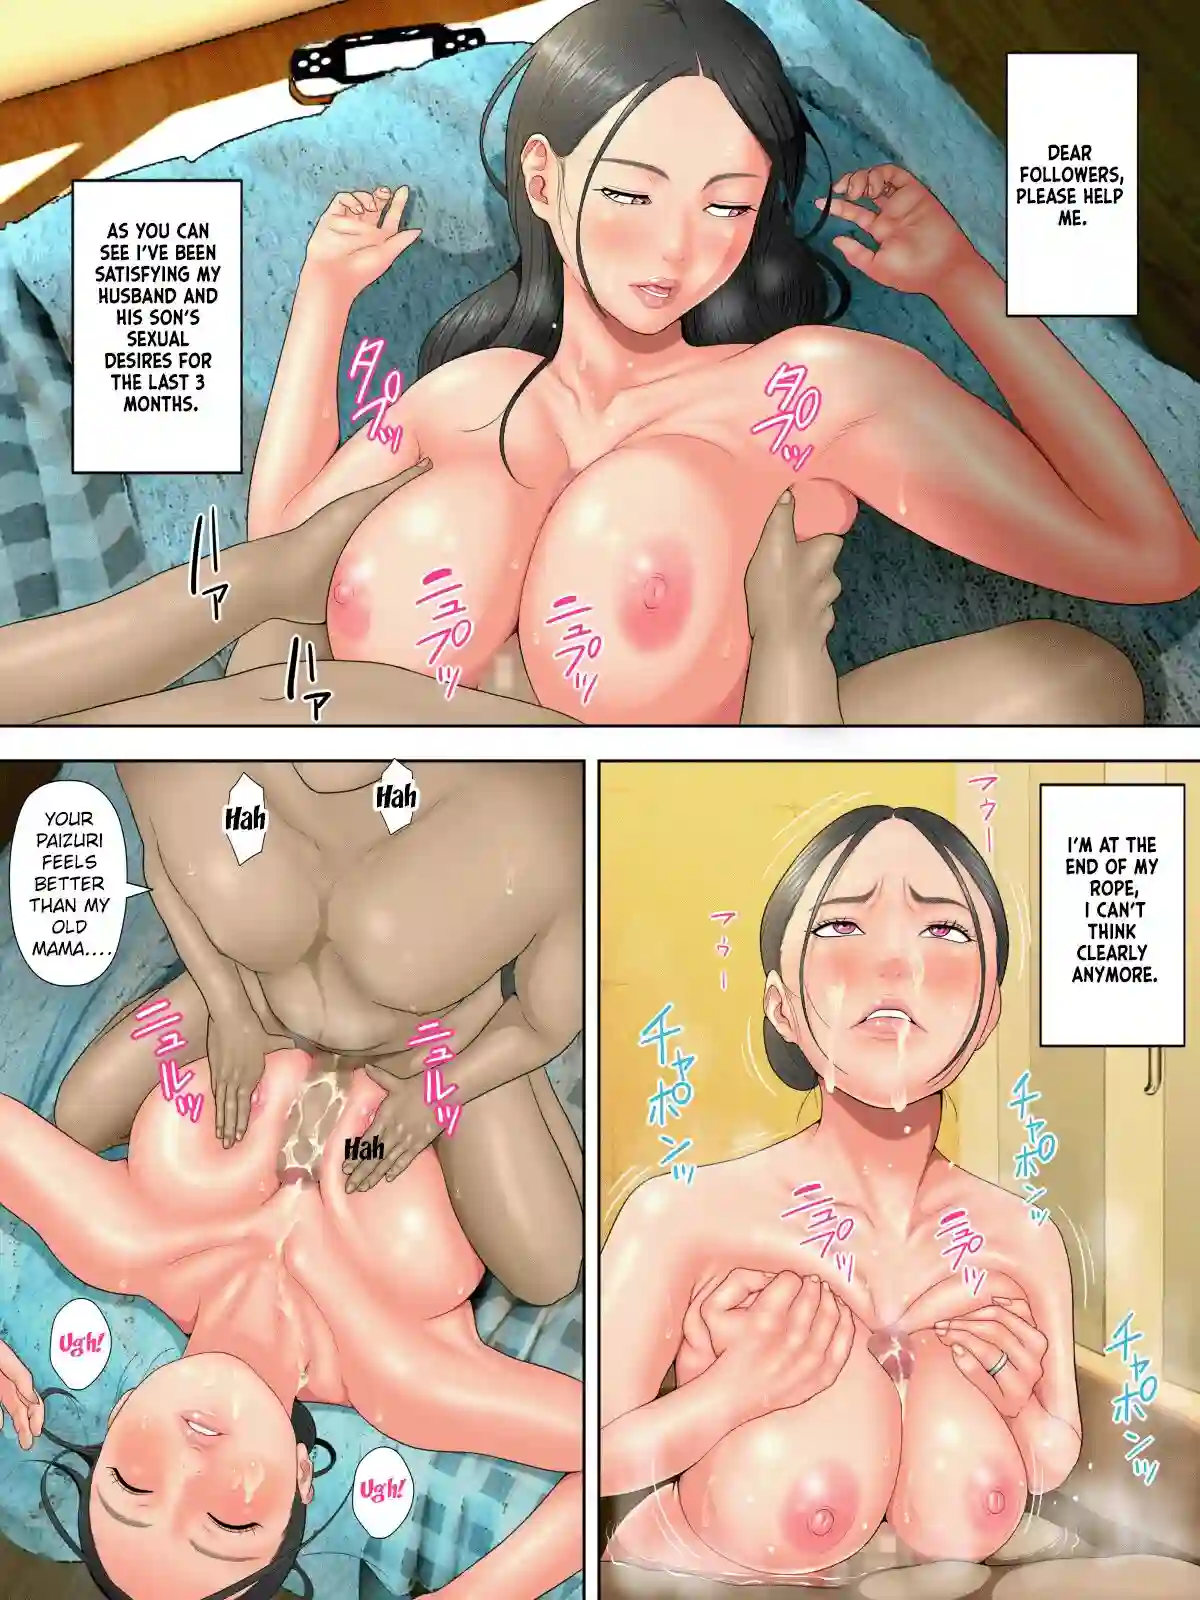 DEAR
FOLLOWERS,
PLEASE HELP
ME.
AS YOU CAN
SEE I'VE BEEN
SATISFYING MY
HUSBAND AND
HIS SON'S
SEXUAL
DESIRES FOR
THE LAST 3
MONTHS.
タプッ
タプッ
ニュプッ
ニュプッ
ハァ
ハァ
Hah
Hah
YOUR
PAIZURI
FEELS
BETTER
THAN MY
OLD
MAMA....
ニュルッ
ニュルッ
Hah
Ugh!
Ugh!
I'M AT THE
END OF MY
ROPE,
I CAN'T
THINK
CLEARLY
ANYMORE.
フゥー
フゥー
チャポンッ
チャポンッ
ニュプッ
ニュプッ
チャポンッ